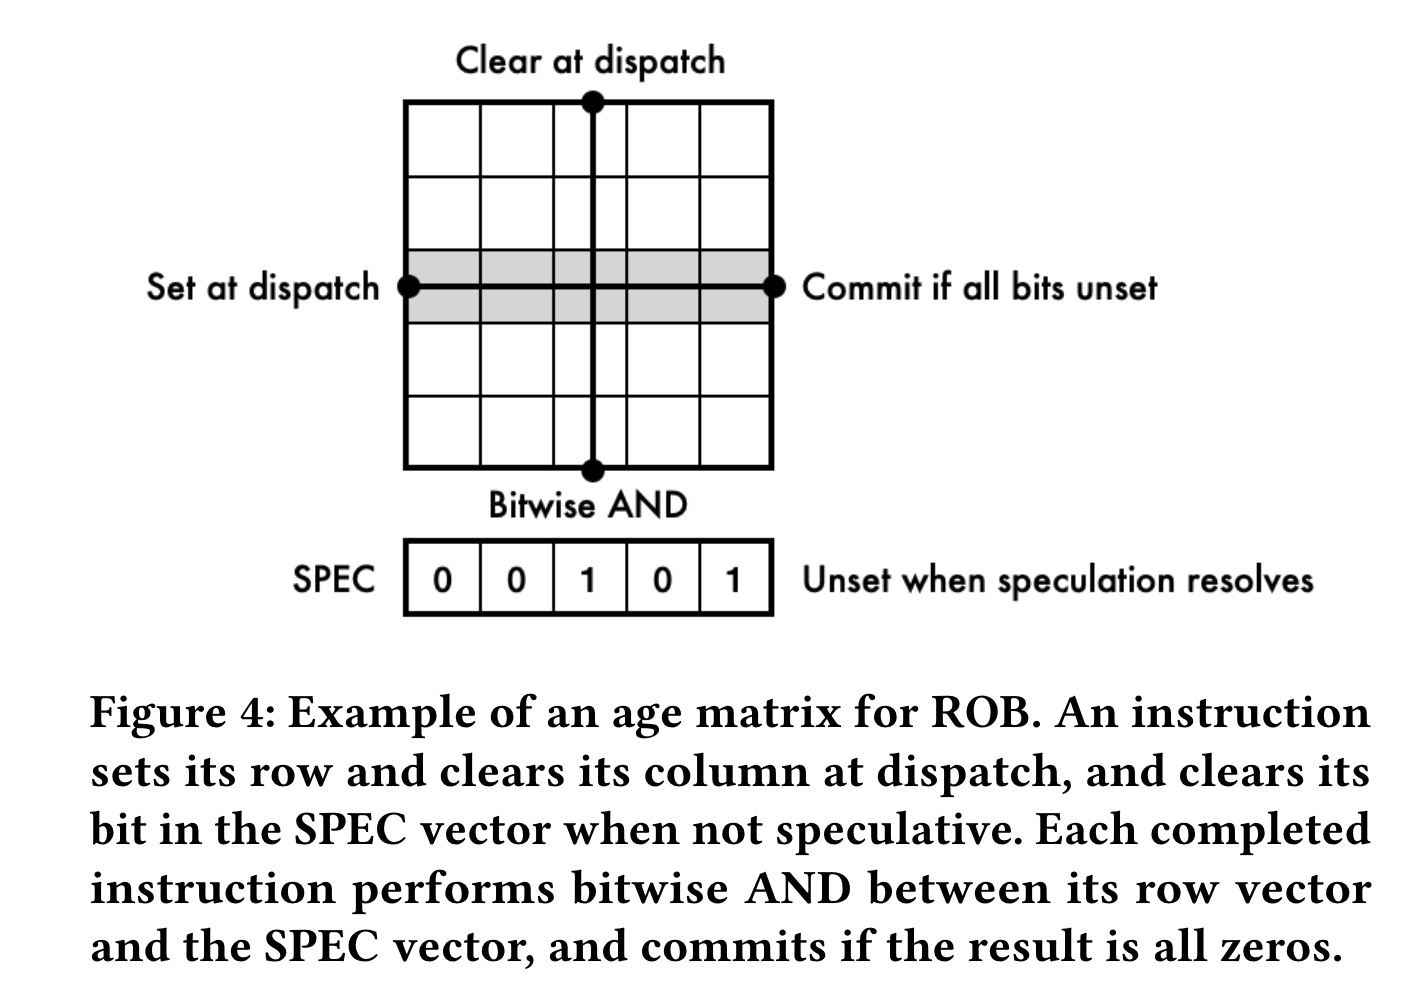 Clear at dispatch
Set at dispatch
Commit if all bits unset
Bitwise AND
SPEC 0 0 1 0 1 Unset when speculation resolves
Figure 4: Example of an age matrix for ROB. An instruction
sets its row and clears its column at dispatch, and clears its
bit in the SPEC vector when not speculative. Each completed
instruction performs bitwise AND between its row vector
and the SPEC vector, and commits if the result is all zeros.